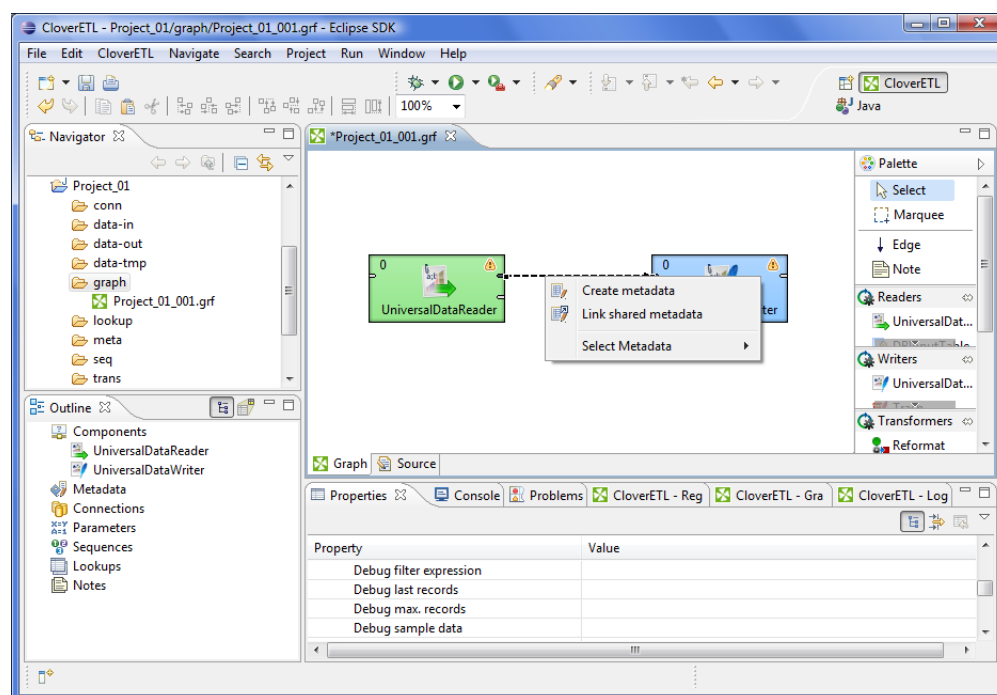 CloverETL - Project_01/graph/Project_01_001.grf - Eclipse SDK
File Edit CloverETL Navigate Search Project Run Window Help
CloverETL
100%
Java
Navigator
*Project_01_001.grf
Project_01
conn
data-in
data-out
data-tmp
graph
Project_01_001.grf
lookup
meta
seq
trans
0
UniversalDataReader
0
ter
Create metadata
Link shared metadata
Select Metadata
Palette
Select
Marquee
Edge
Note
Readers
UniversalDat...
Writers
UniversalDat...
Transformers
Reformat
Graph Source
Outline
Components
UniversalDataReader
UniversalDataWriter
Metadata
Connections
Parameters
Sequences
Lookups
Notes
Properties Console Problems CloverETL - Reg CloverETL - Gra CloverETL - Log
Property Value
Debug filter expression
Debug last records
Debug max. records
Debug sample data